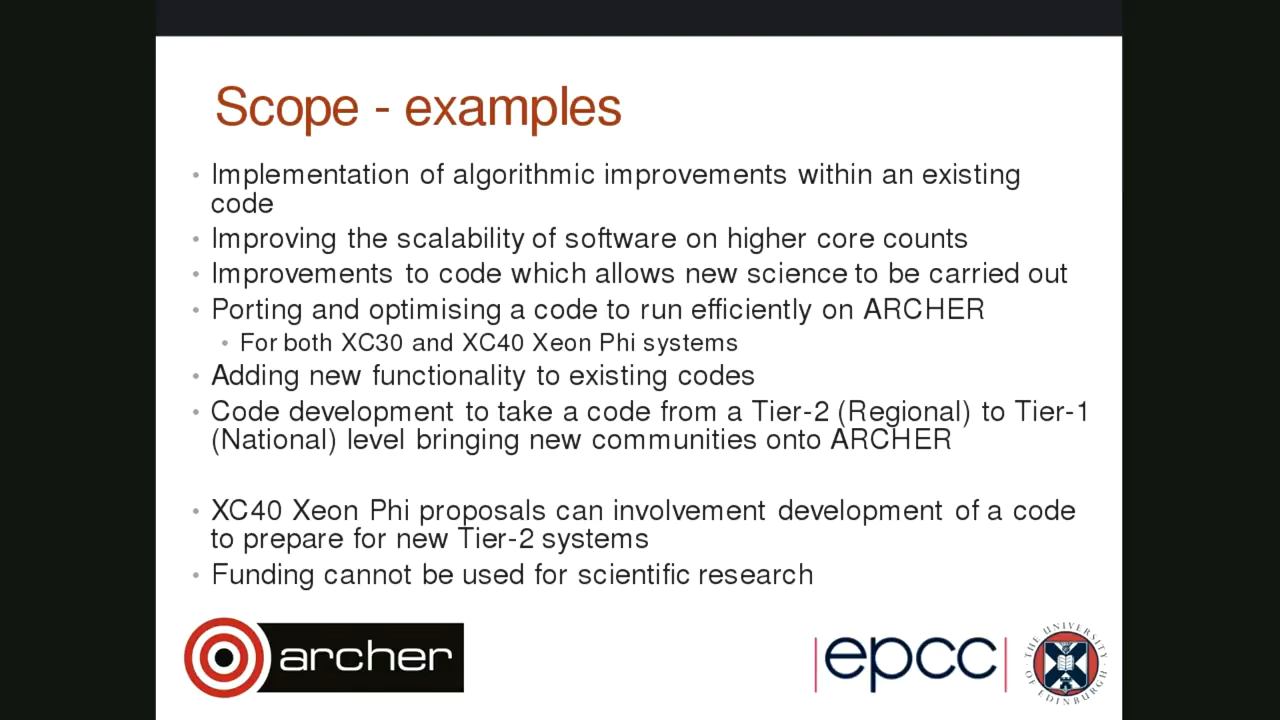 Scope - examples
• Implementation of algorithmic improvements within an existing
code
• Improving the scalability of software on higher core counts
• Improvements to code which allows new science to be carried out
• Porting and optimising a code to run efficiently on ARCHER
• For both XC30 and XC40 Xeon Phi systems
• Adding new functionality to existing codes
• Code development to take a code from a Tier-2 (Regional) to Tier-1
(National) level bringing new communities onto ARCHER
• XC40 Xeon Phi proposals can involvement development of a code
to prepare for new Tier-2 systems
• Funding cannot be used for scientific research
archer
epcc
THE UNIVERSITY
OF EDINBURGH